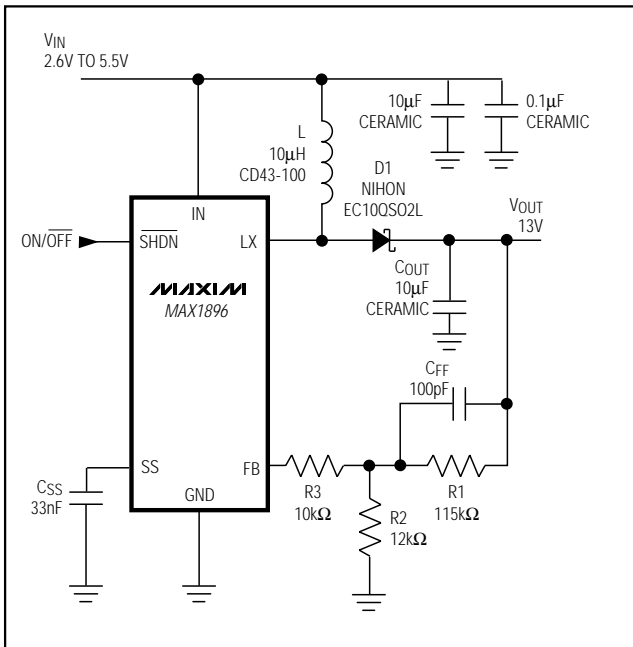 VIN
2.6V TO 5.5V
10μF
CERAMIC
0.1μF
CERAMIC
L
10μH
CD43-100
D1
NIHON
EC10QSO2L
VOUT
13V
IN
ON/OFF
SHDN
LX
MAXIM
MAX1896
COUT
10μF
CERAMIC
CFF
100pF
SS
FB
GND
CSS
33nF
R3
10kΩ
R1
115kΩ
R2
12kΩ